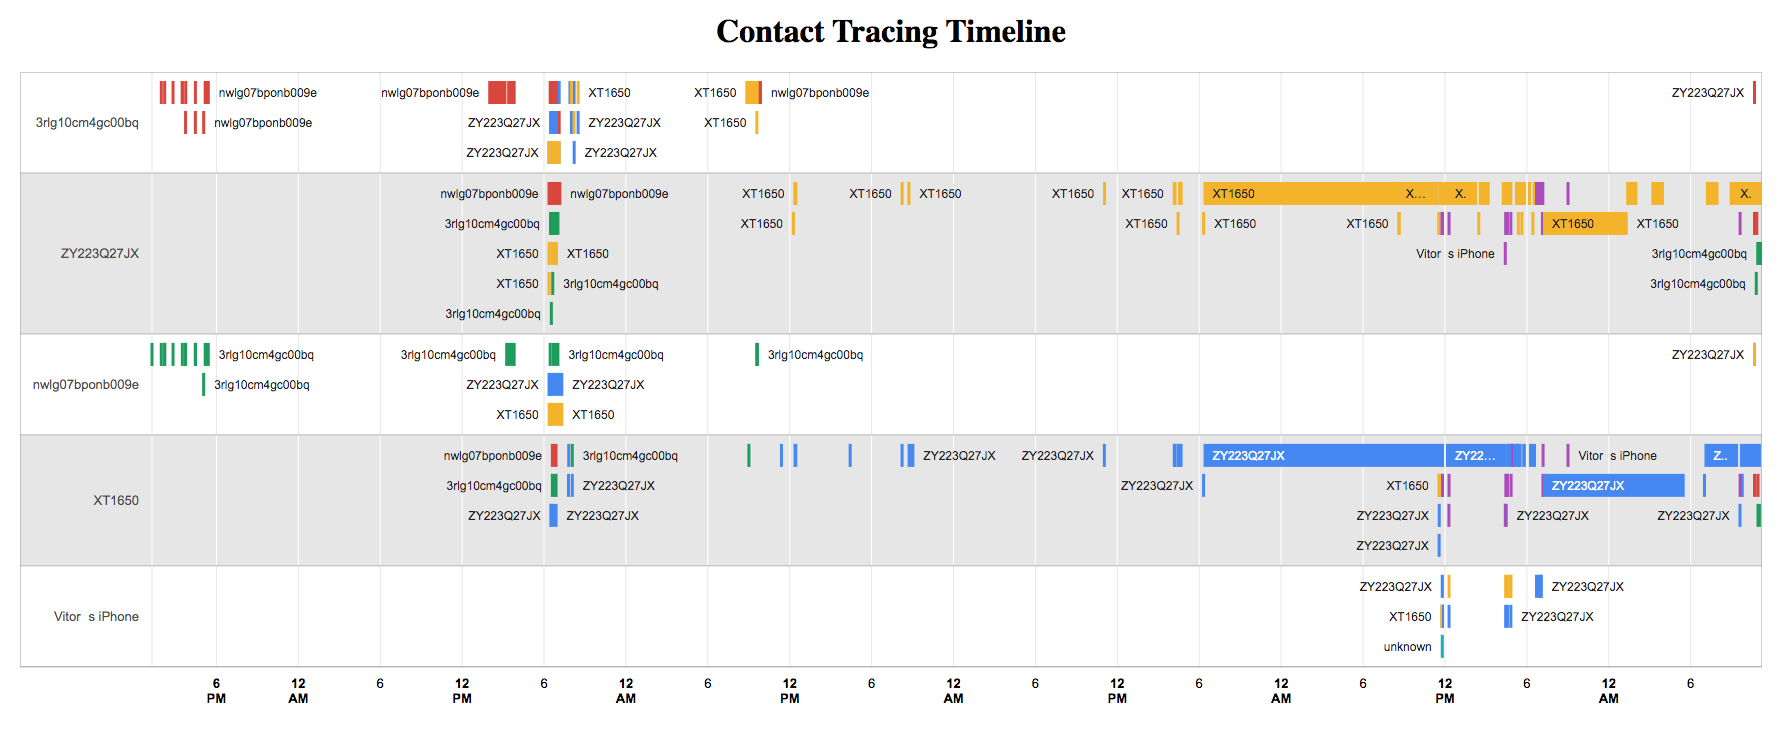 Contact Tracing Timeline
nwlg07bponb009e nwlg07bponb009e XT1650 XT1650 nwlg07bponb009e ZY223Q27JX
3rlg10cm4gc00bq nwlg07bponb009e ZY223Q27JX ZY223Q27JX XT1650
ZY223Q27JX ZY223Q27JX
nwlg07bponb009e nwlg07bponb009e XT1650 XT1650 XT1650 XT1650 XT1650 XT1650 X... X. X.
3rlg10cm4gc00bq XT1650 XT1650 XT1650 XT1650 XT1650 XT1650
ZY223Q27JX XT1650 XT1650 Vitor s iPhone 3rlg10cm4gc00bq
XT1650 3rlg10cm4gc00bq 3rlg10cm4gc00bq
3rlg10cm4gc00bq
3rlg10cm4gc00bq 3rlg10cm4gc00bq 3rlg10cm4gc00bq 3rlg10cm4gc00bq ZY223Q27JX
nwlg07bponb009e 3rlg10cm4gc00bq ZY223Q27JX ZY223Q27JX
XT1650 XT1650
nwlg07bponb009e 3rlg10cm4gc00bq ZY223Q27JX ZY223Q27JX ZY223Q27JX ZY22... Vitor s iPhone Z..
XT1650 3rlg10cm4gc00bq ZY223Q27JX ZY223Q27JX XT1650 ZY223Q27JX
ZY223Q27JX ZY223Q27JX ZY223Q27JX ZY223Q27JX ZY223Q27JX
ZY223Q27JX
ZY223Q27JX ZY223Q27JX
Vitor s iPhone XT1650 ZY223Q27JX
unknown
6 12 6 12 6 12 6 12 6 12 6 12 6 12 6 12 6 12 6
PM AM PM AM PM AM PM AM PM AM